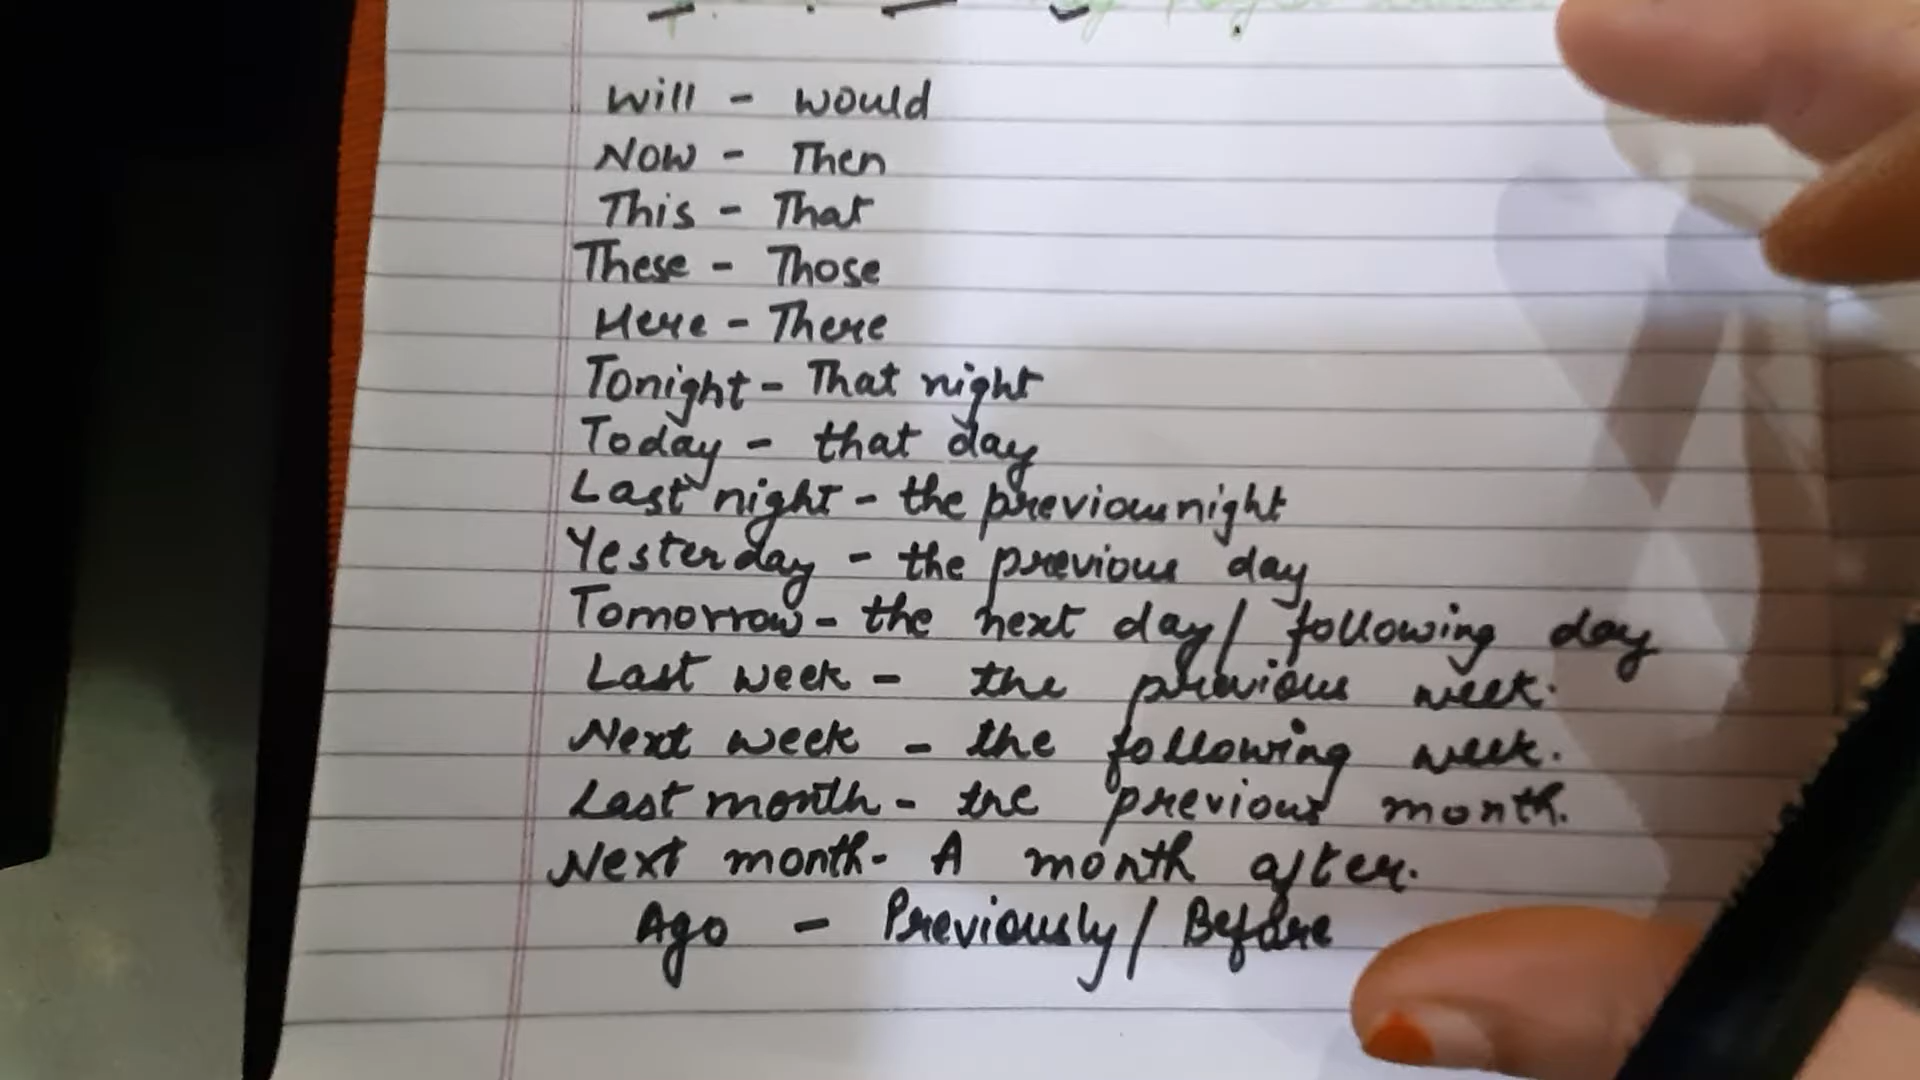 Will - would
Now - Then
This - That
These - Those
Here - There
Tonight - That night
Today - that day
Last night - the previous night
Yesterday - the previous day
Tomorrow - the next day / following day
Last week - the previous week.
Next week - the following week.
Last month - the previous month.
Next month - A month after.
Ago - Previously / Before